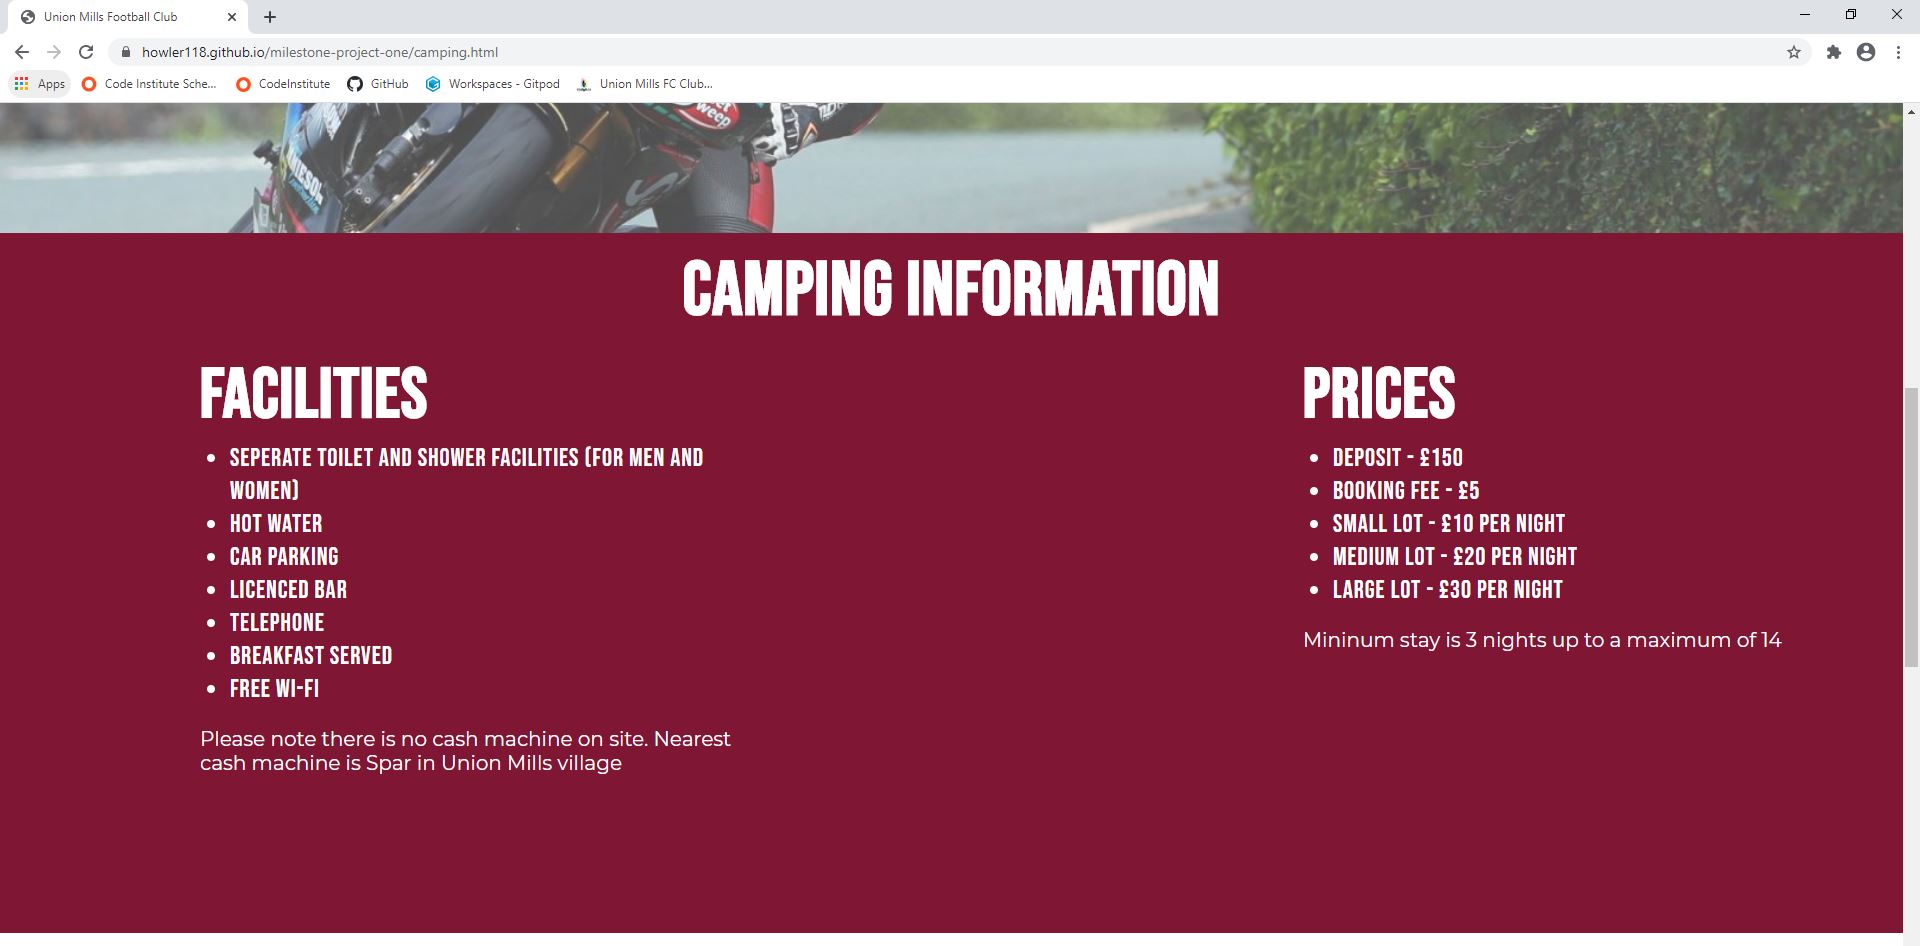 Union Mills Football Club
howler118.github.io/milestone-project-one/camping.html
Apps
Code Institute Sche...
CodeInstitute
GitHub
Workspaces - Gitpod
Union Mills FC Club...
weep
CAMPING INFORMATION
FACILITIES
SEPERATE TOILET AND SHOWER FACILITIES (FOR MEN AND
WOMEN)
HOT WATER
CAR PARKING
LICENCED BAR
TELEPHONE
BREAKFAST SERVED
FREE WI-FI
Please note there is no cash machine on site. Nearest
cash machine is Spar in Union Mills village
PRICES
DEPOSIT - £150
BOOKING FEE - £5
SMALL LOT - £10 PER NIGHT
MEDIUM LOT - £20 PER NIGHT
LARGE LOT - £30 PER NIGHT
Mininum stay is 3 nights up to a maximum of 14